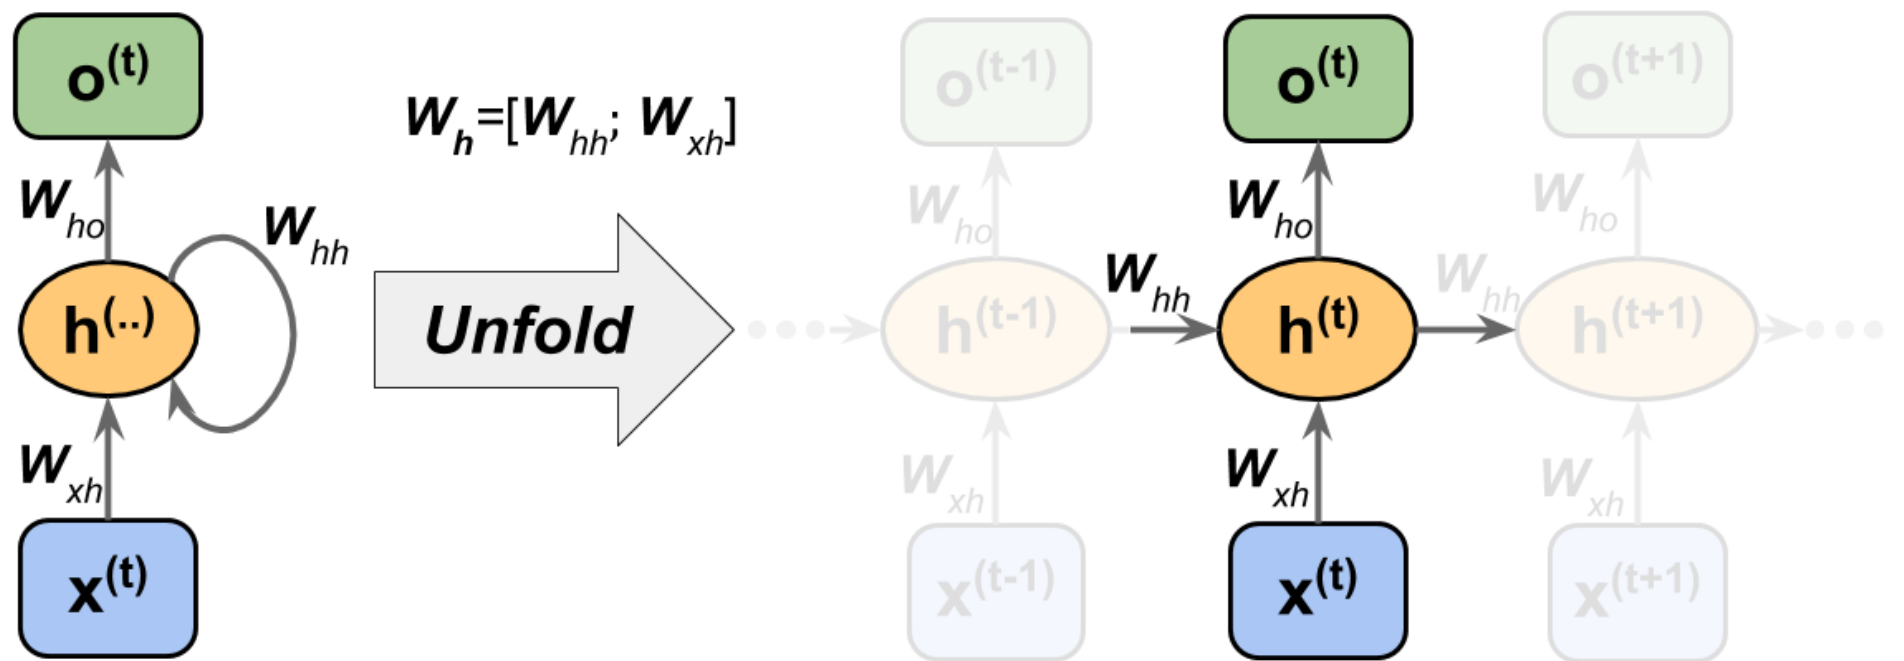 o(t)
W_ho
W_hh
h(..)
W_xh
x(t)
W_h=[W_hh; W_xh]
Unfold
o(t-1)
o(t)
o(t+1)
W_ho
W_ho
W_ho
W_hh
W_hh
h(t-1)
h(t)
h(t+1)
W_xh
W_xh
W_xh
x(t-1)
x(t)
x(t+1)